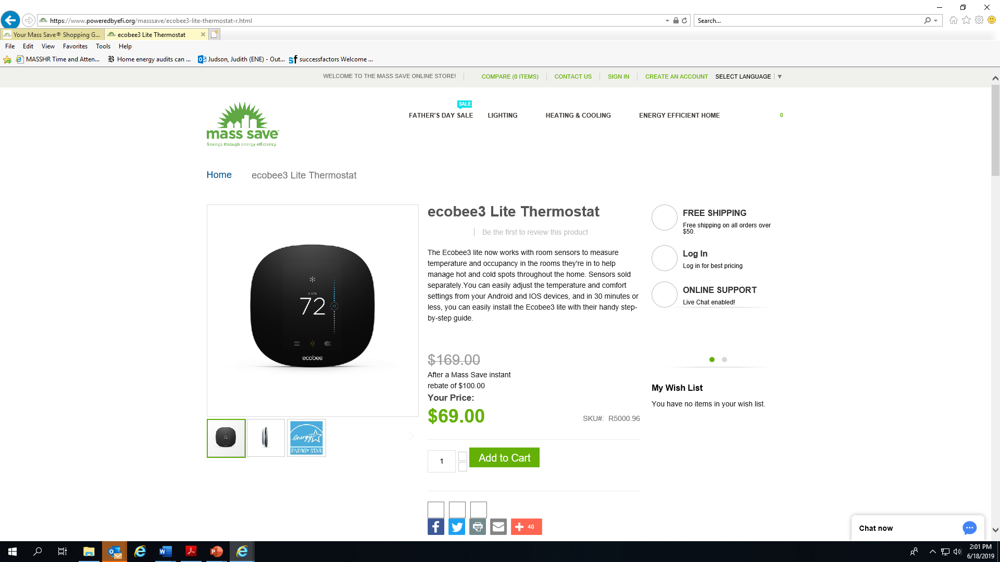 https://www.poweredbyefi.org/masssave/ecobee3-lite-thermostat-r.html
Search...
Your Mass Save® Shopping G...
ecobee3 Lite Thermostat
File Edit View Favorites Tools Help
MASSHR Time and Atten...
Home energy audits can ...
Judson, Judith (ENE) - Out...
successfactors Welcome ...
WELCOME TO THE MASS SAVE ONLINE STORE!
COMPARE (0 ITEMS)
CONTACT US
SIGN IN
CREATE AN ACCOUNT
SELECT LANGUAGE ▼
mass save®
Savings through energy efficiency
SALE
FATHER'S DAY SALE
LIGHTING
HEATING & COOLING
ENERGY EFFICIENT HOME
0
Home
ecobee3 Lite Thermostat
72
ecobee
ENERGY STAR
ecobee3 Lite Thermostat
Be the first to review this product
The Ecobee3 lite now works with room sensors to measure
temperature and occupancy in the rooms they're in to help
manage hot and cold spots throughout the home. Sensors sold
separately.You can easily adjust the temperature and comfort
settings from your Android and IOS devices, and in 30 minutes or
less, you can easily install the Ecobee3 lite with their handy step-
by-step guide.
$169.00
After a Mass Save instant
rebate of $100.00
Your Price:
$69.00
SKU#: R5000.96
1
Add to Cart
40
FREE SHIPPING
Free shipping on all orders over
$50.
Log In
Log in for best pricing
ONLINE SUPPORT
Live Chat enabled!
My Wish List
You have no items in your wish list.
Chat now
2:01 PM
6/18/2019